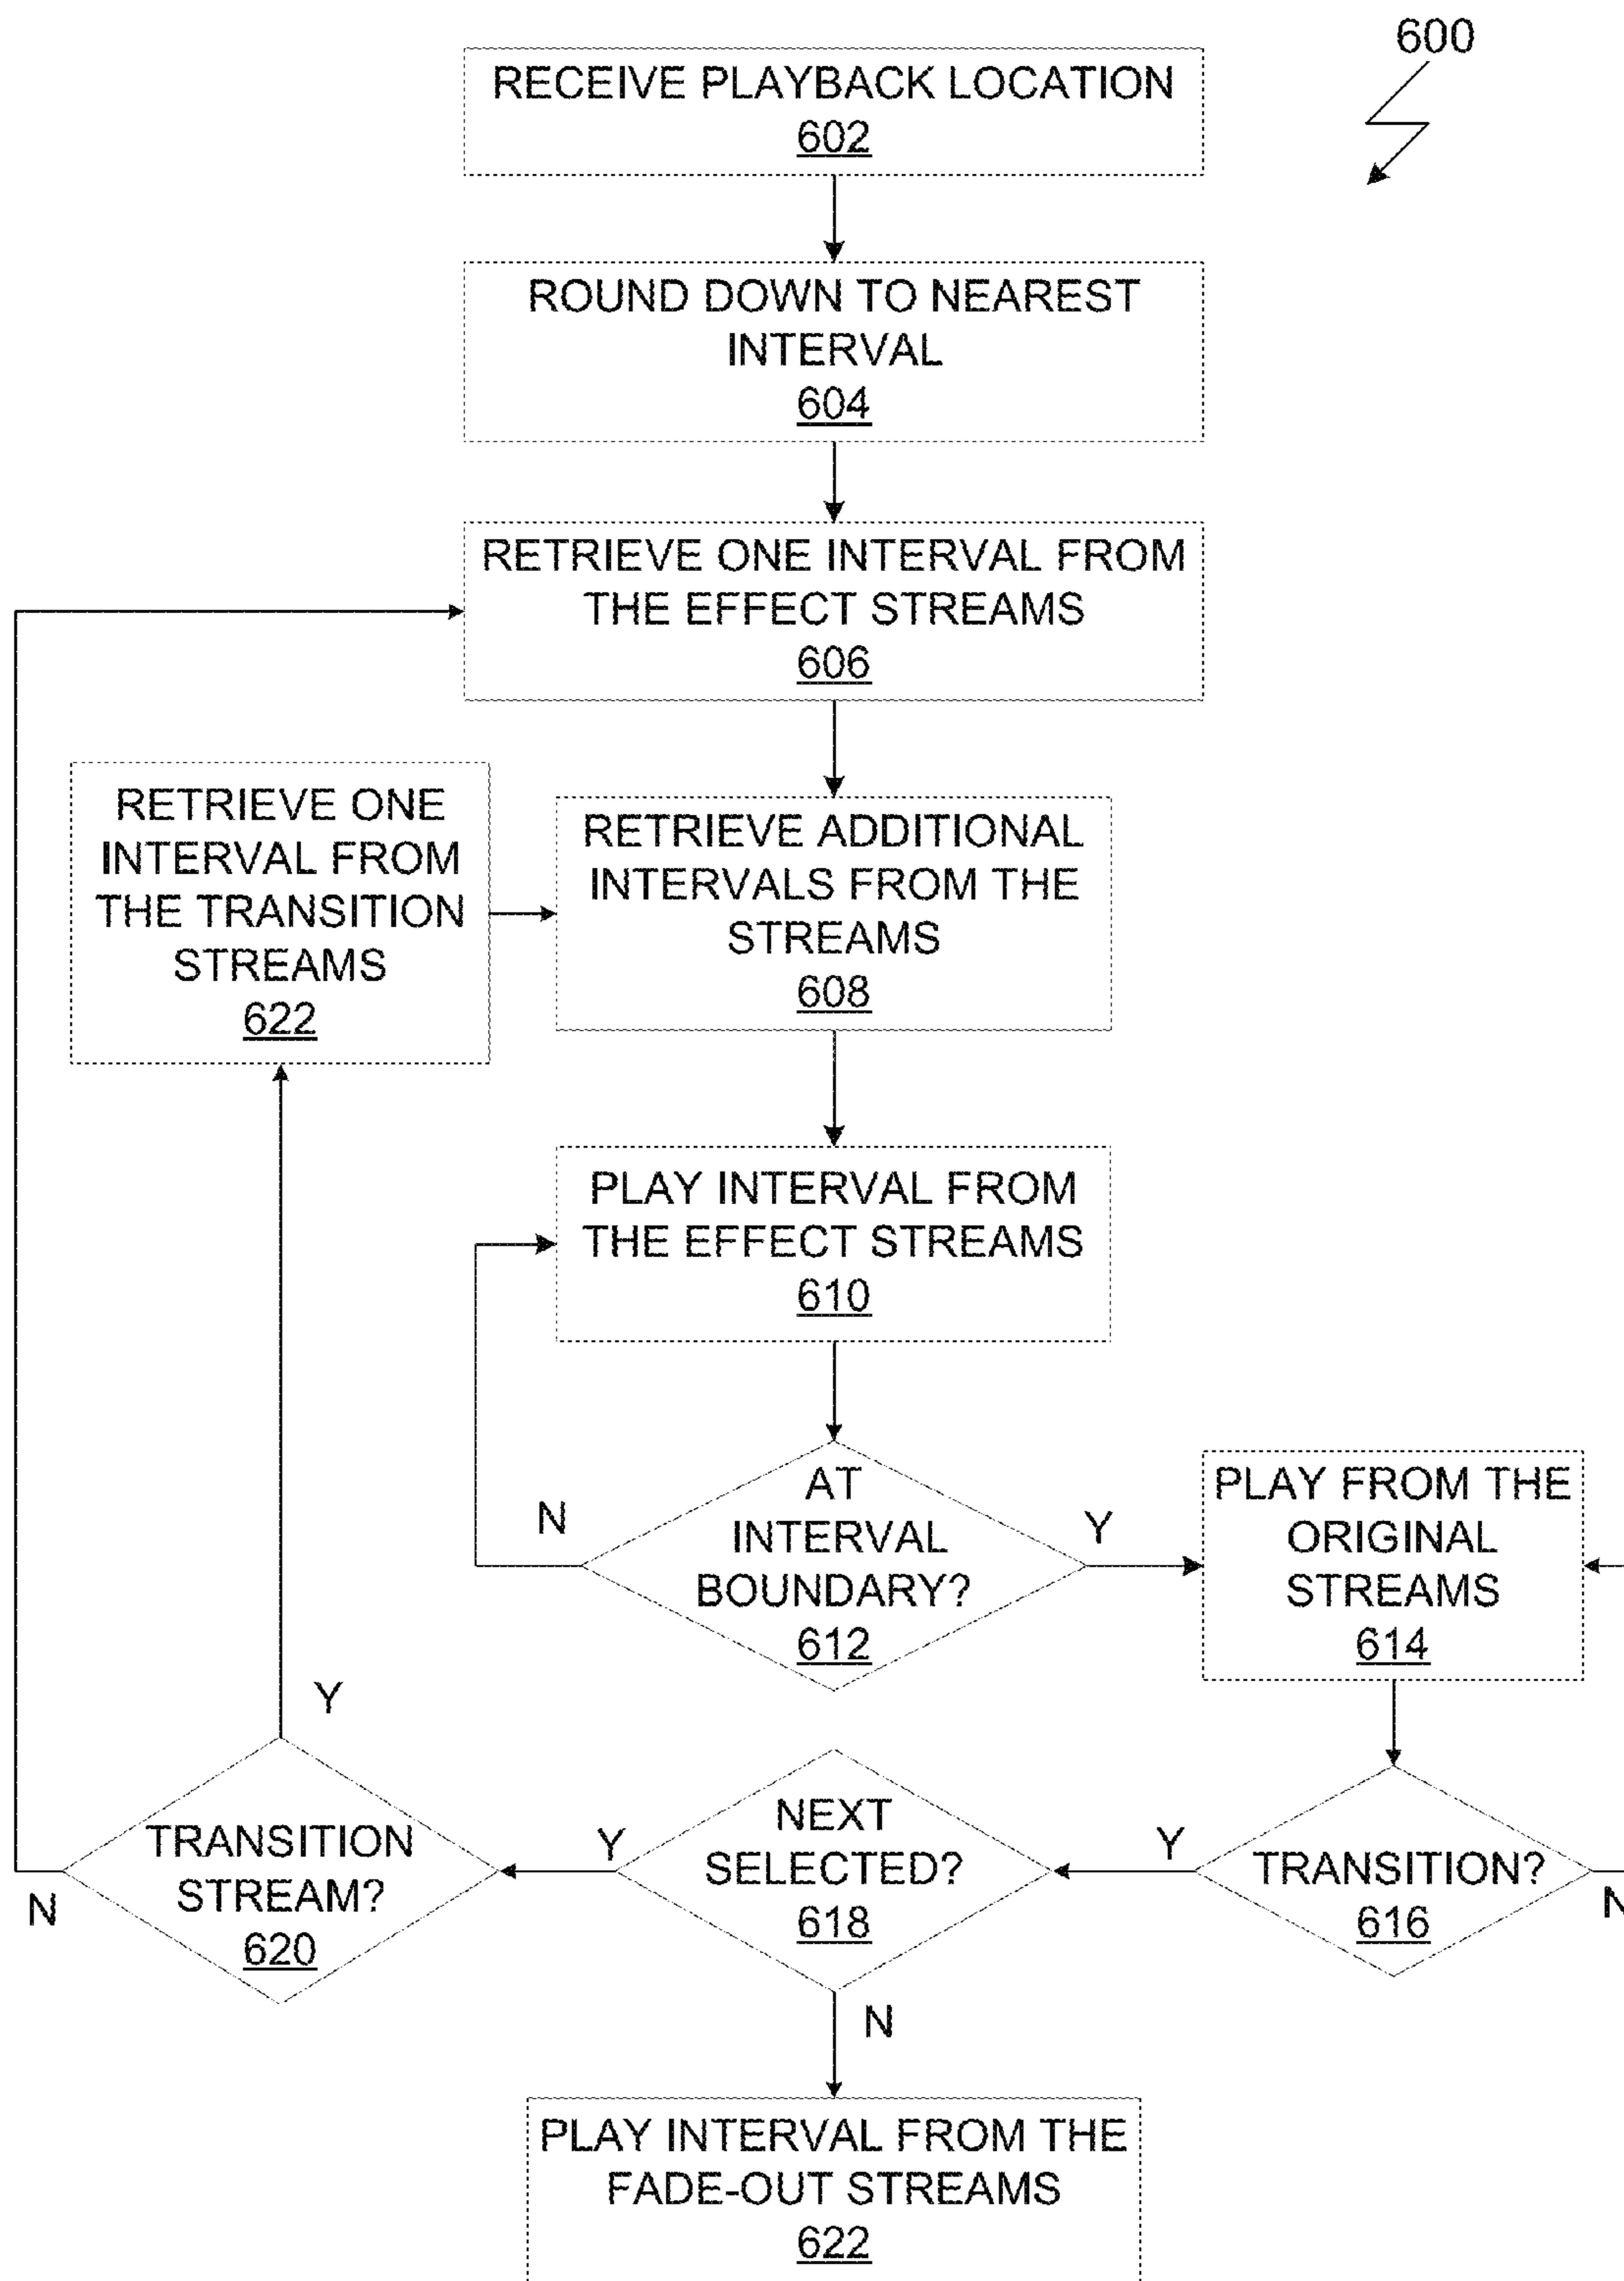 600
RECEIVE PLAYBACK LOCATION
602
ROUND DOWN TO NEAREST
INTERVAL
604
RETRIEVE ONE INTERVAL FROM
THE EFFECT STREAMS
606
RETRIEVE ONE
INTERVAL FROM
THE TRANSITION
STREAMS
622
RETRIEVE ADDITIONAL
INTERVALS FROM THE
STREAMS
608
PLAY INTERVAL FROM
THE EFFECT STREAMS
610
N
AT
INTERVAL
BOUNDARY?
612
Y
PLAY FROM THE
ORIGINAL
STREAMS
614
Y
TRANSITION
STREAM?
620
N
Y
NEXT
SELECTED?
618
Y
TRANSITION?
616
N
N
PLAY INTERVAL FROM THE
FADE-OUT STREAMS
622